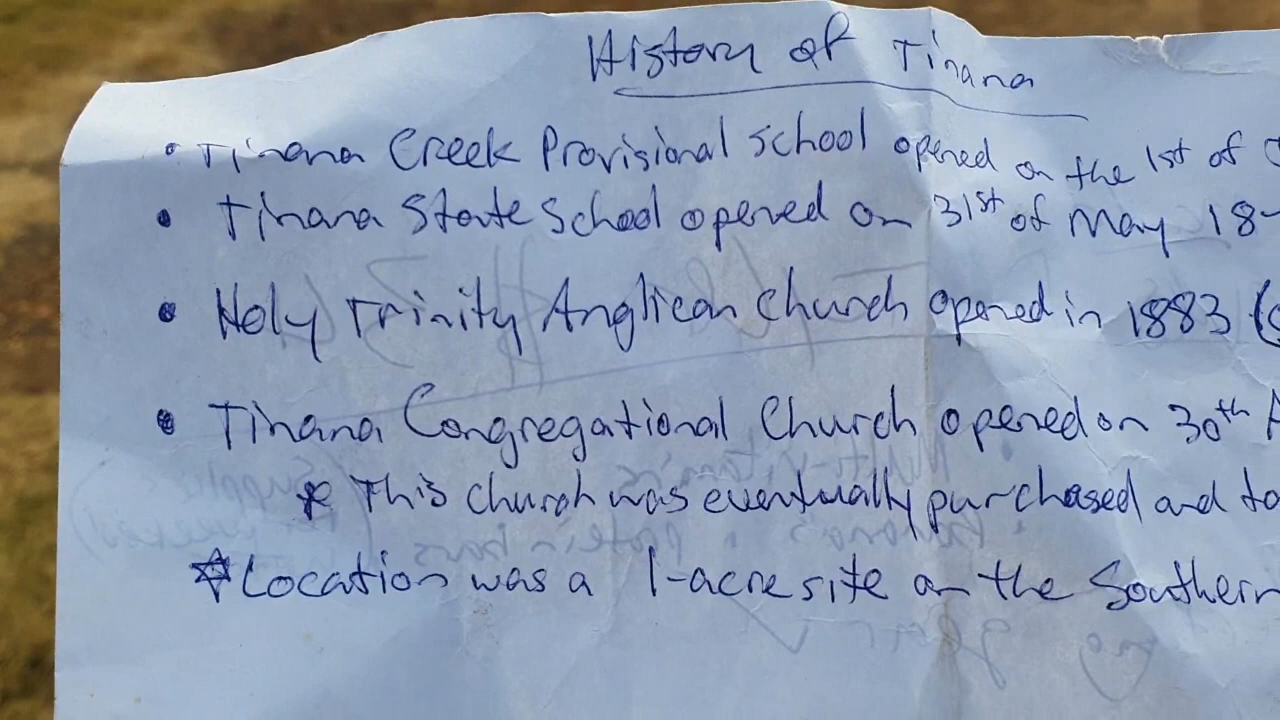 History of Tinana
• Tinana Creek Provisional School opened on the 1st of
• Tinana State School opened on 31st of May 18
• Holy Trinity Anglican Church opened in 1883 (
• Tinana Congregational Church opened on 30th A
* This church was eventually purchased and to
✡ Location was a 1-acre site on the Southern